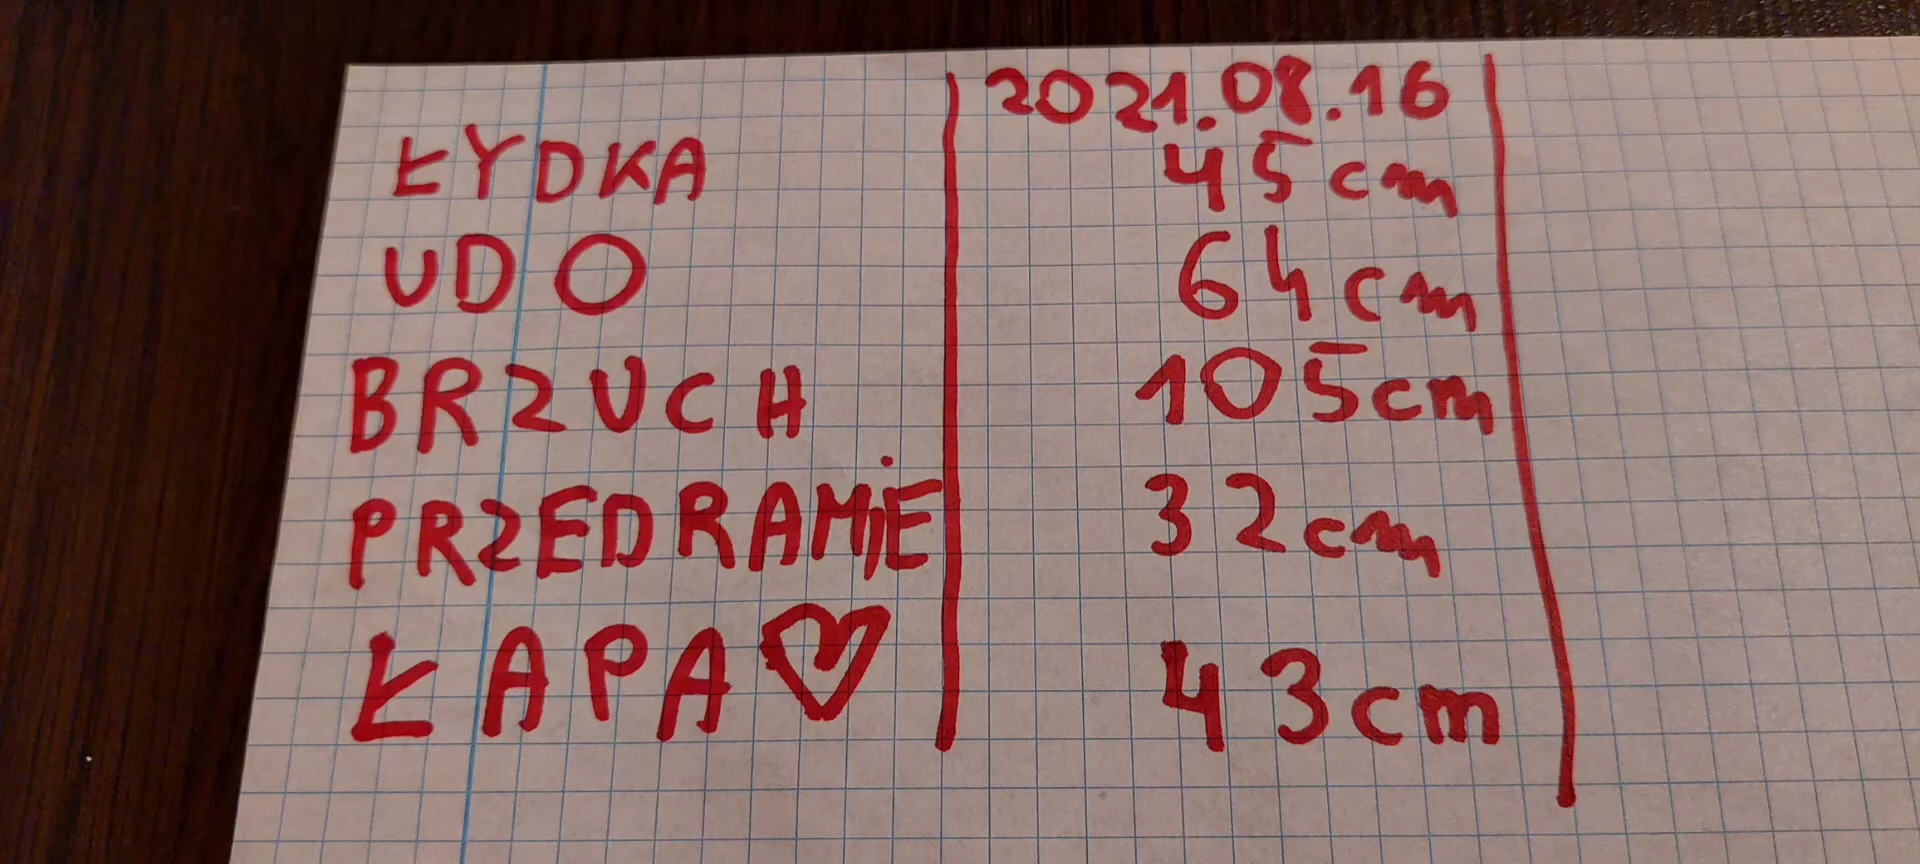 2021.08.16
ŁYDKA 45cm
UDO 64cm
BRZUCH 105cm
PRZEDRAMiE 32cm
ŁAPA♡ 43cm